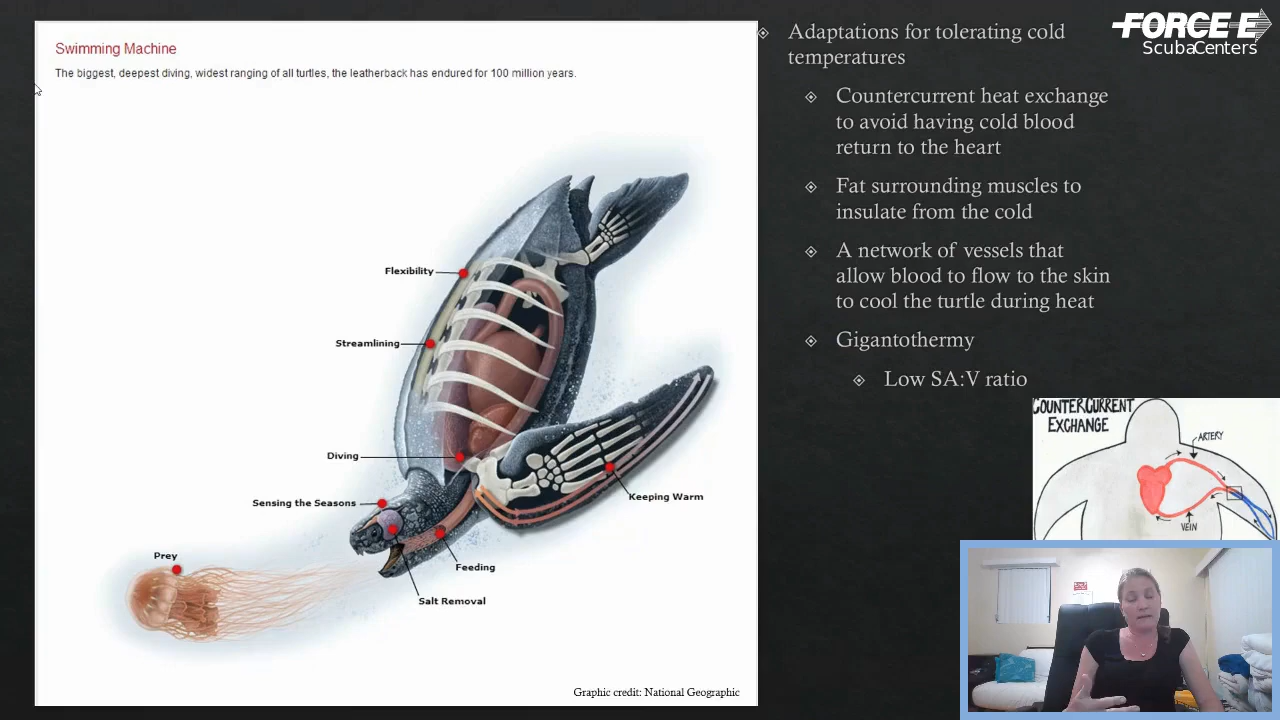 Swimming Machine
The biggest, deepest diving, widest ranging of all turtles, the leatherback has endured for 100 million years.
Flexibility
Streamlining
Diving
Sensing the Seasons
Keeping Warm
Prey
Feeding
Salt Removal
Graphic credit: National Geographic
Adaptations for tolerating cold
temperatures
Countercurrent heat exchange
to avoid having cold blood
return to the heart
Fat surrounding muscles to
insulate from the cold
A network of vessels that
allow blood to flow to the skin
to cool the turtle during heat
Gigantothermy
Low SA:V ratio
FORCE-E
ScubaCenters
COUNTERCURRENT
EXCHANGE
ARTERY
VEIN